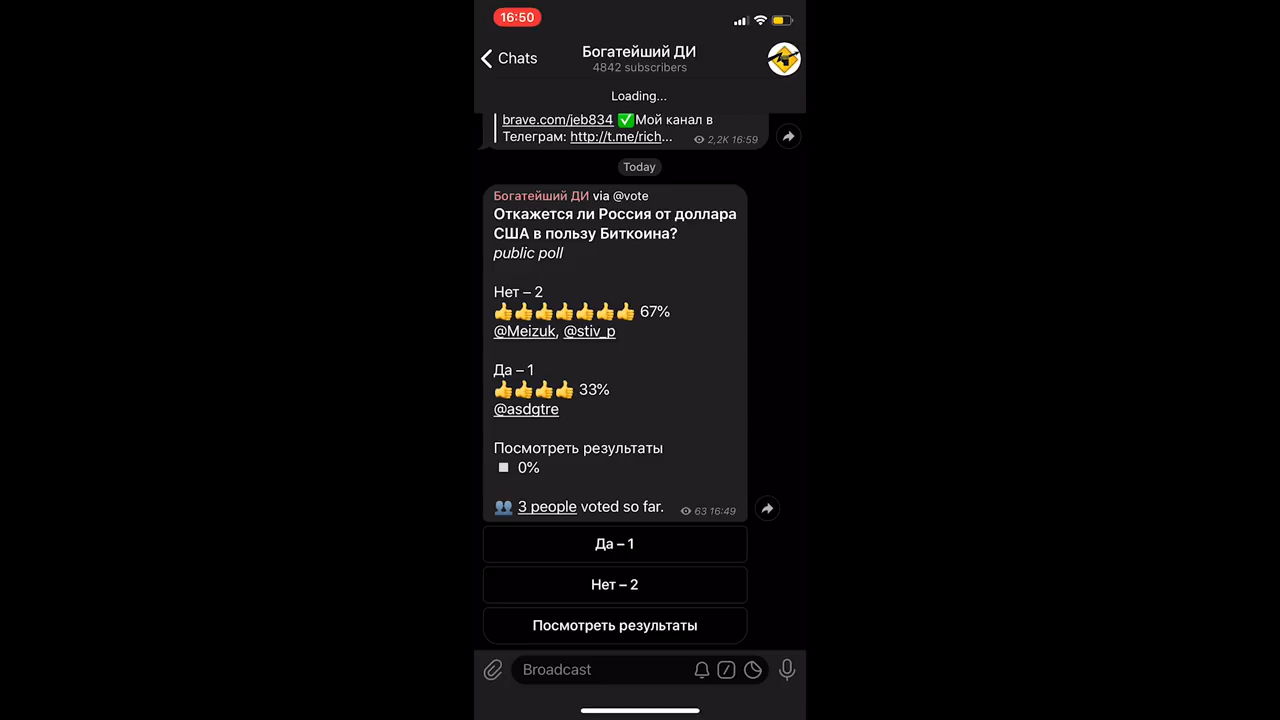 16:50
Chats
Богатейший ДИ
4842 subscribers
Loading...
brave.com/jeb834 ✅Мой канал в
Телеграм: http://t.me/rich...
2,2K 16:59
Today
Богатейший ДИ via @vote
Откажется ли Россия от доллара
США в пользу Биткоина?
public poll
Нет – 2
👍👍👍👍👍👍👍 67%
@Meizuk, @stiv_p
Да – 1
👍👍👍👍 33%
@asdgtre
Посмотреть результаты
▫️ 0%
👥 3 people voted so far.
63 16:49
Да – 1
Нет – 2
Посмотреть результаты
Broadcast